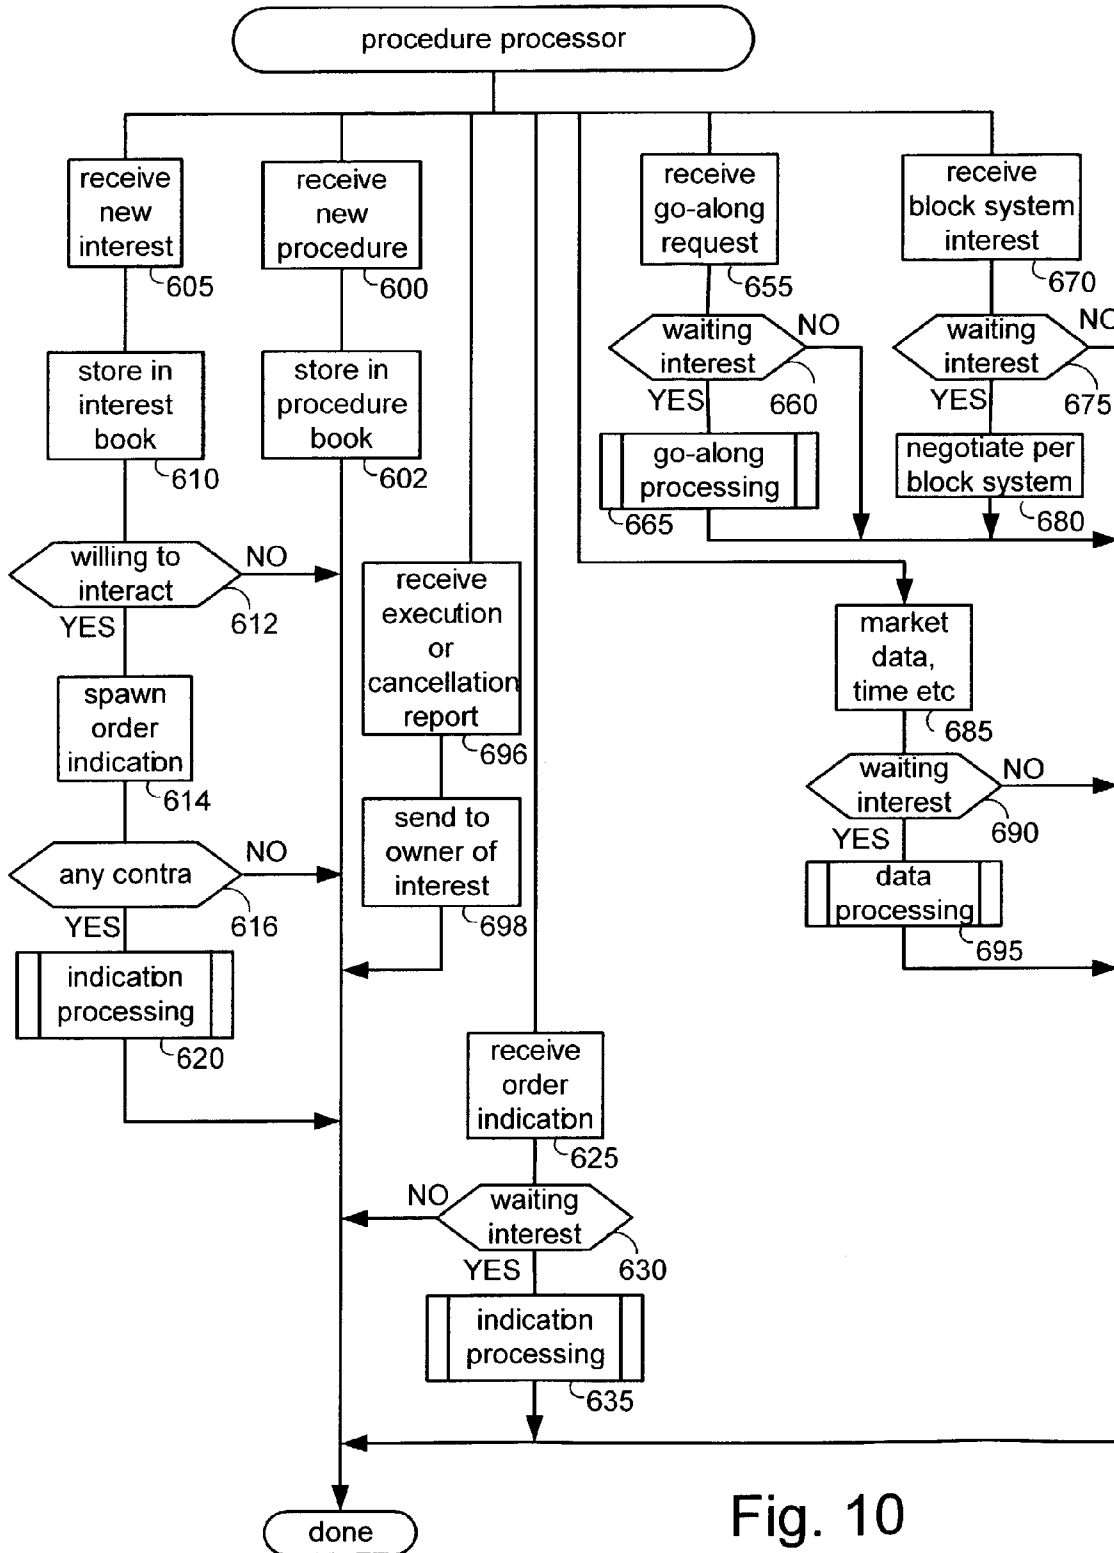 procedure processor
receive
new
interest
605
receive
new
procedure
600
receive
go-along
request
655
receive
block system
interest
670
store in
interest
book
610
store in
procedure
book
602
waiting
interest
NO
YES
660
waiting
interest
NO
YES
675
go-along
processing
665
negotiate per
block system
680
willing to
interact
NO
YES
612
receive
execution
or
cancellation
report
696
market
data,
time etc
685
spawn
order
indication
614
waiting
interest
NO
YES
690
send to
owner of
interest
698
any contra
NO
YES
616
data
processing
695
indication
processing
620
receive
order
indication
625
NO
waiting
interest
YES
630
indication
processing
635
done
Fig. 10